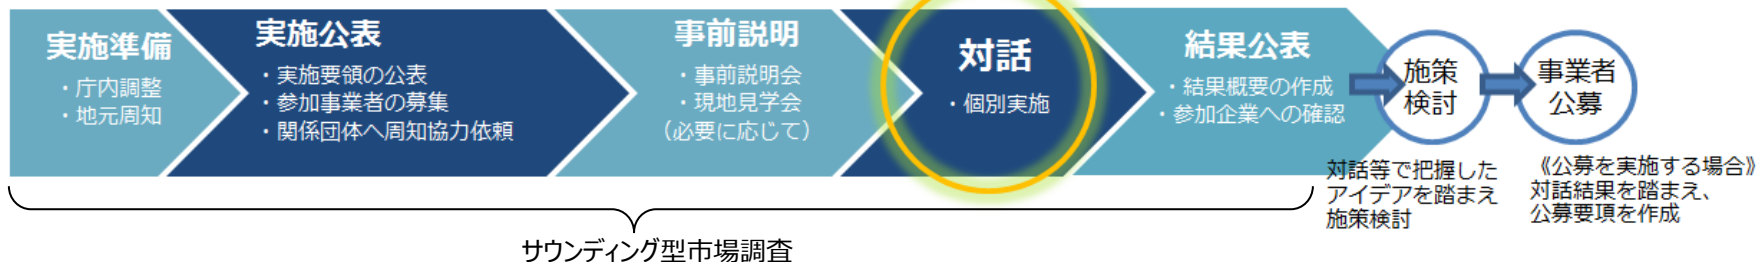 実施準備
・庁内調整
・地元周知
実施公表
・実施要領の公表
・参加事業者の募集
・関係団体へ周知協力依頼
事前説明
・事前説明会
・現地見学会
（必要に応じて）
対話
・個別実施
結果公表
・結果概要の作成
・参加企業への確認
施策
検討
事業者
公募
対話等で把握した
アイデアを踏まえ
施策検討
《公募を実施する場合》
対話結果を踏まえ、
公募要項を作成
サウンディング型市場調査